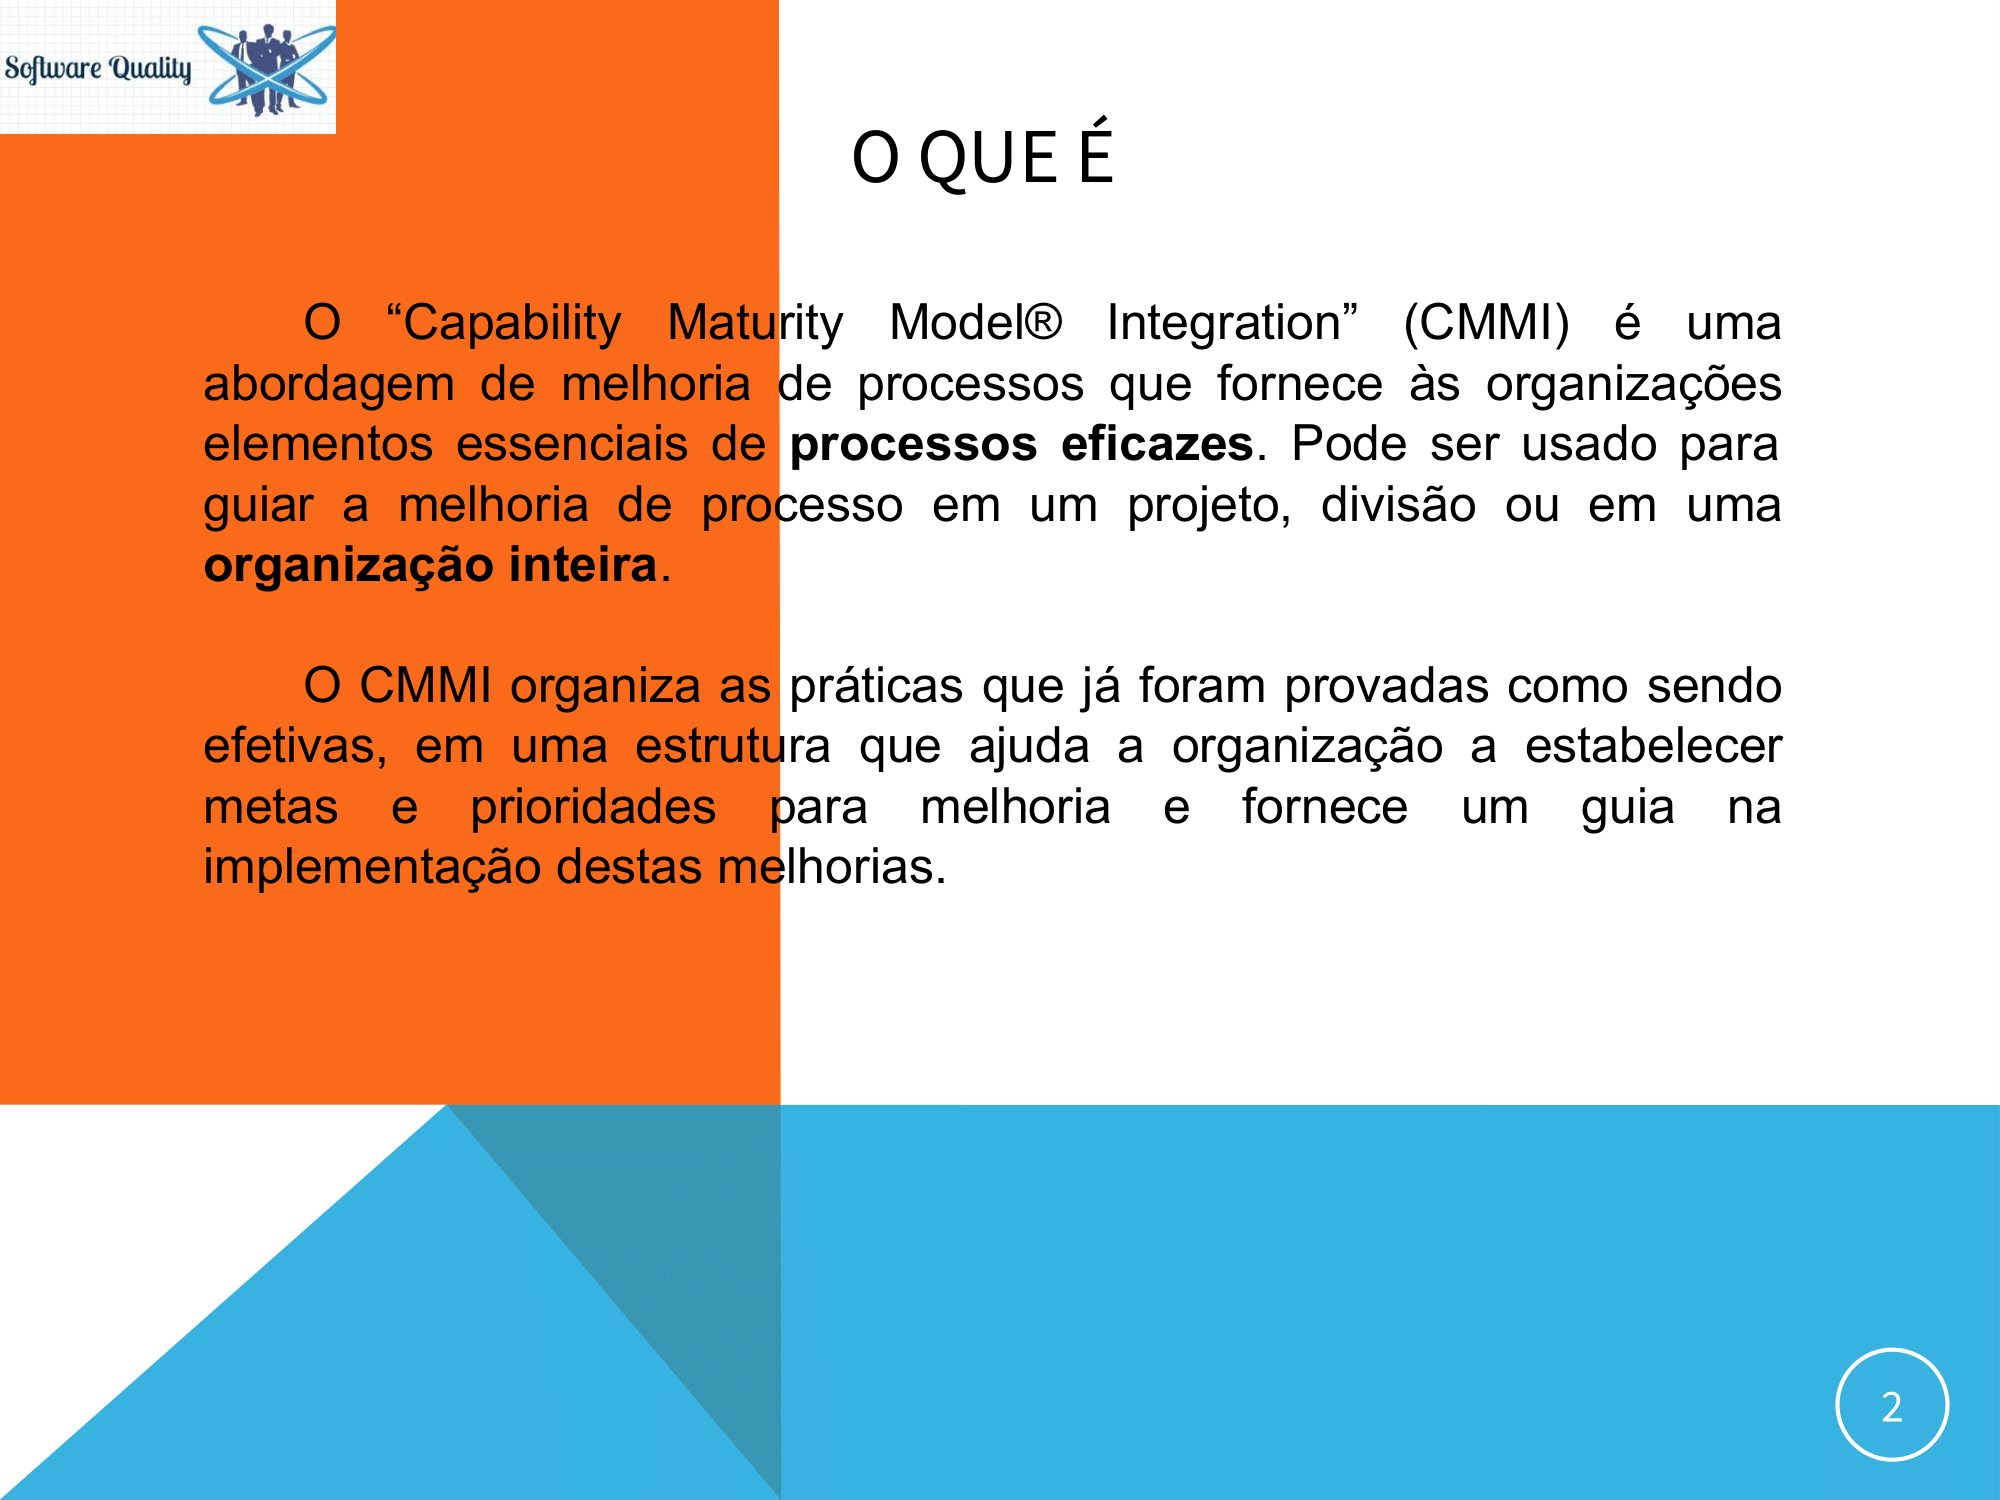 Software Quality
O QUE É
O “Capability Maturity Model® Integration” (CMMI) é uma
abordagem de melhoria de processos que fornece às organizações
elementos essenciais de processos eficazes. Pode ser usado para
guiar a melhoria de processo em um projeto, divisão ou em uma
organização inteira.
O CMMI organiza as práticas que já foram provadas como sendo
efetivas, em uma estrutura que ajuda a organização a estabelecer
metas e prioridades para melhoria e fornece um guia na
implementação destas melhorias.
2